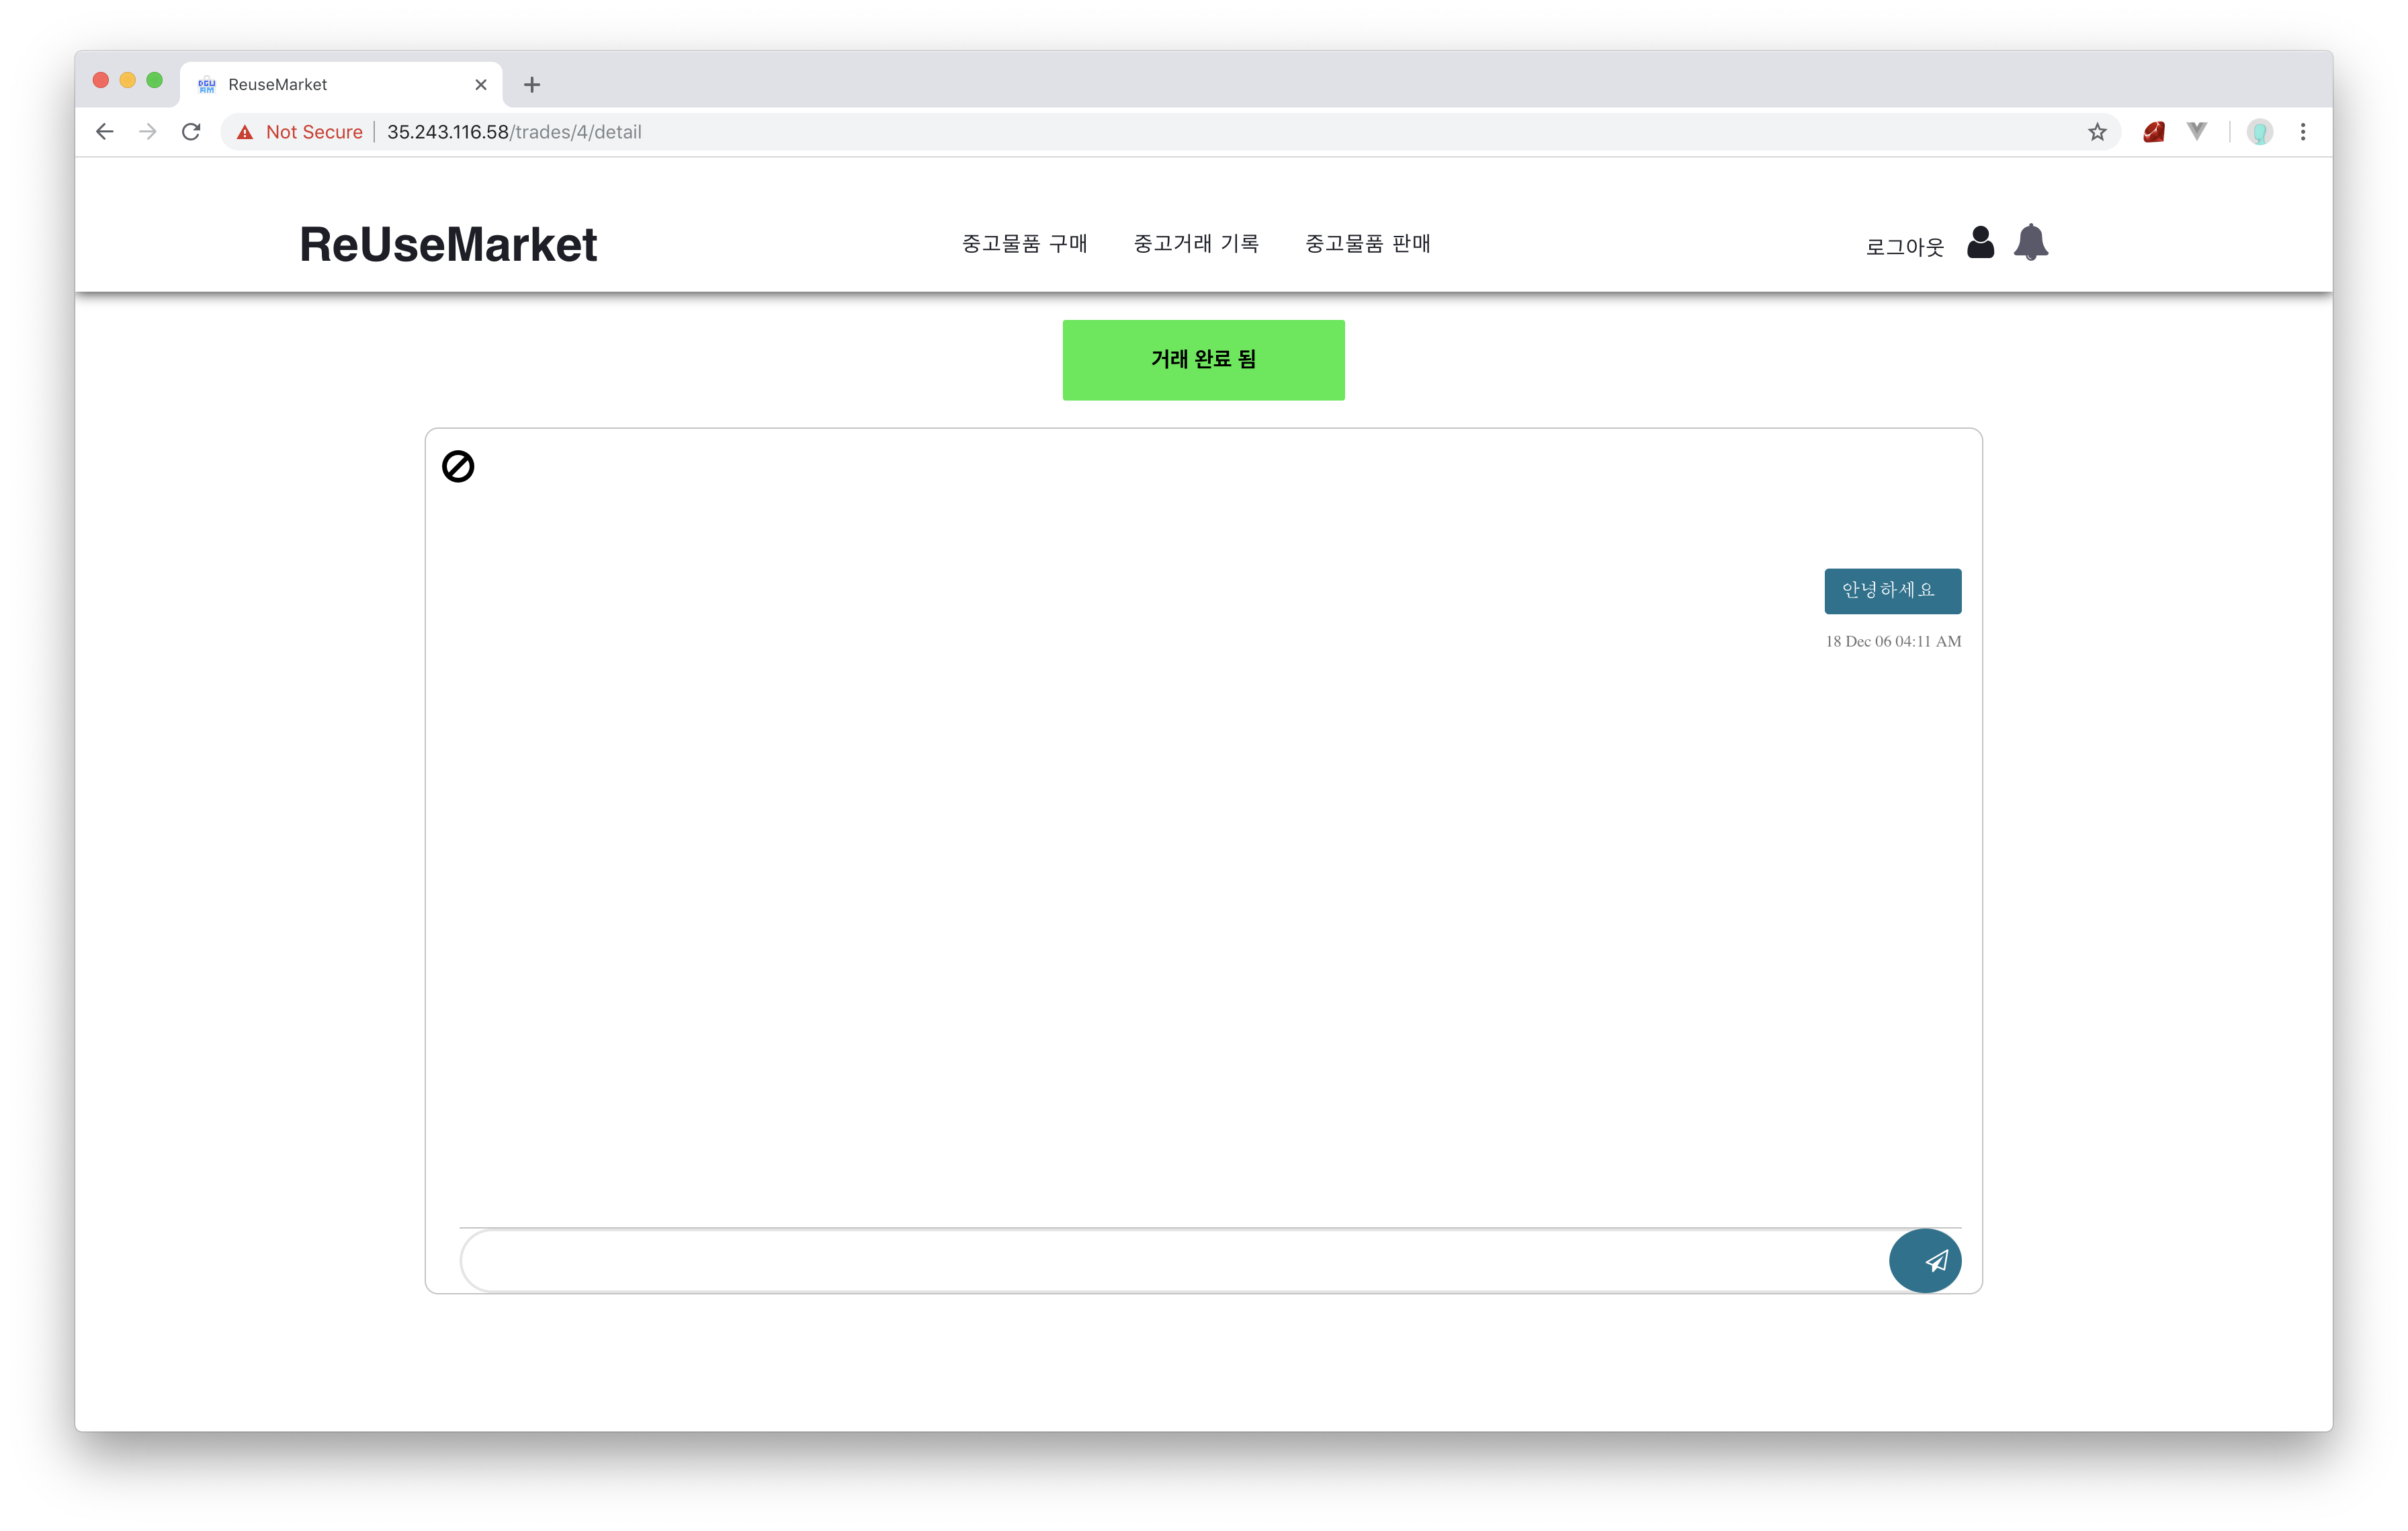 ReuseMarket
Not Secure | 35.243.116.58/trades/4/detail
ReUseMarket
중고물품 구매 중고거래 기록 중고물품 판매
로그아웃
거래 완료 됨
안녕하세요
18 Dec 06 04:11 AM